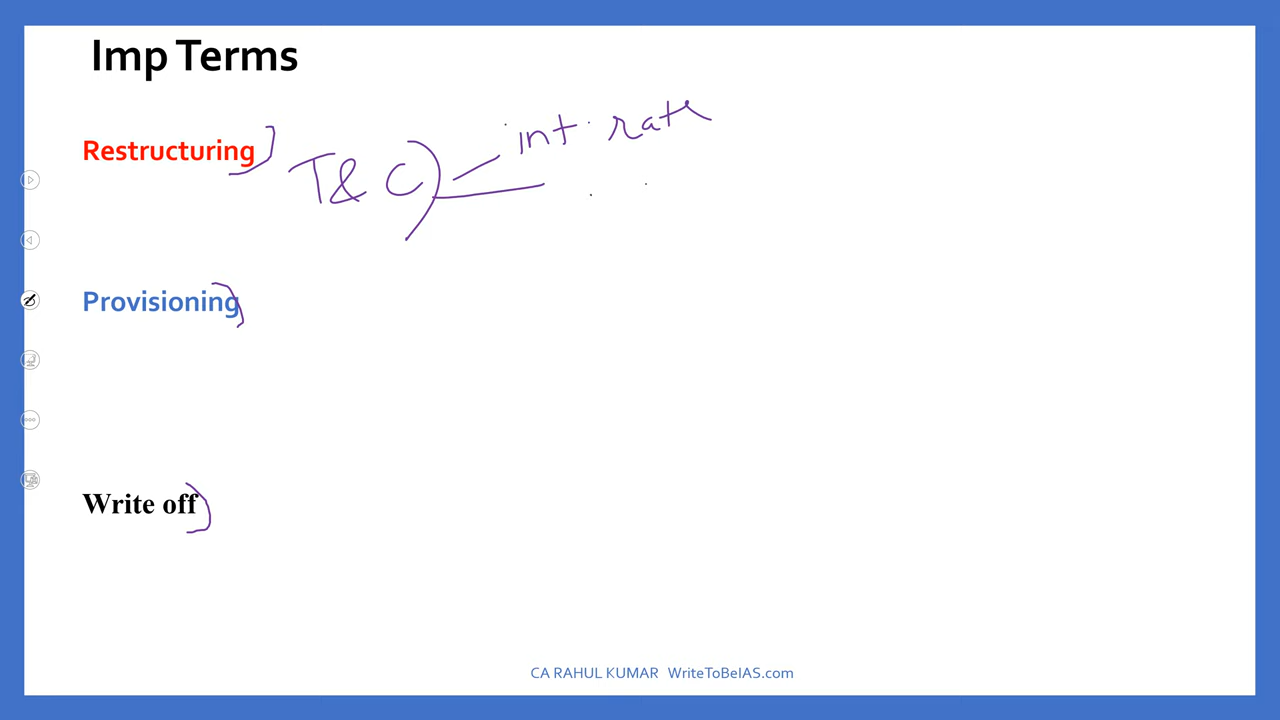 Imp Terms
int. rate
Restructuring
T & C
Provisioning
Write off
CA RAHUL KUMAR WriteToBeIAS.com